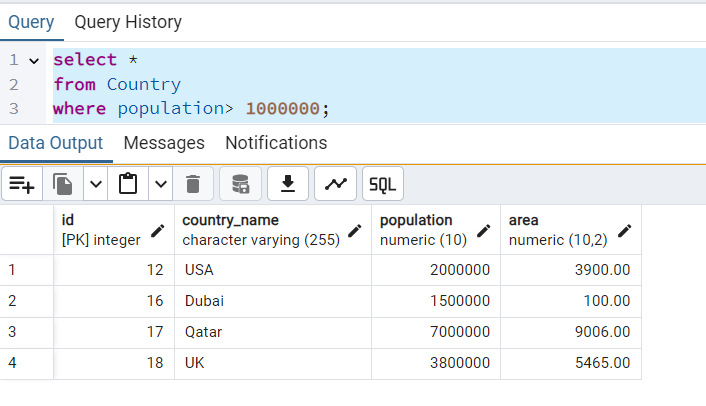 Query Query History
1 select *
2 from Country
3 where population> 1000000;
Data Output Messages Notifications
SQL
id country_name population area
[PK] integer character varying (255) numeric (10) numeric (10,2)
1 12 USA 2000000 3900.00
2 16 Dubai 1500000 100.00
3 17 Qatar 7000000 9006.00
4 18 UK 3800000 5465.00